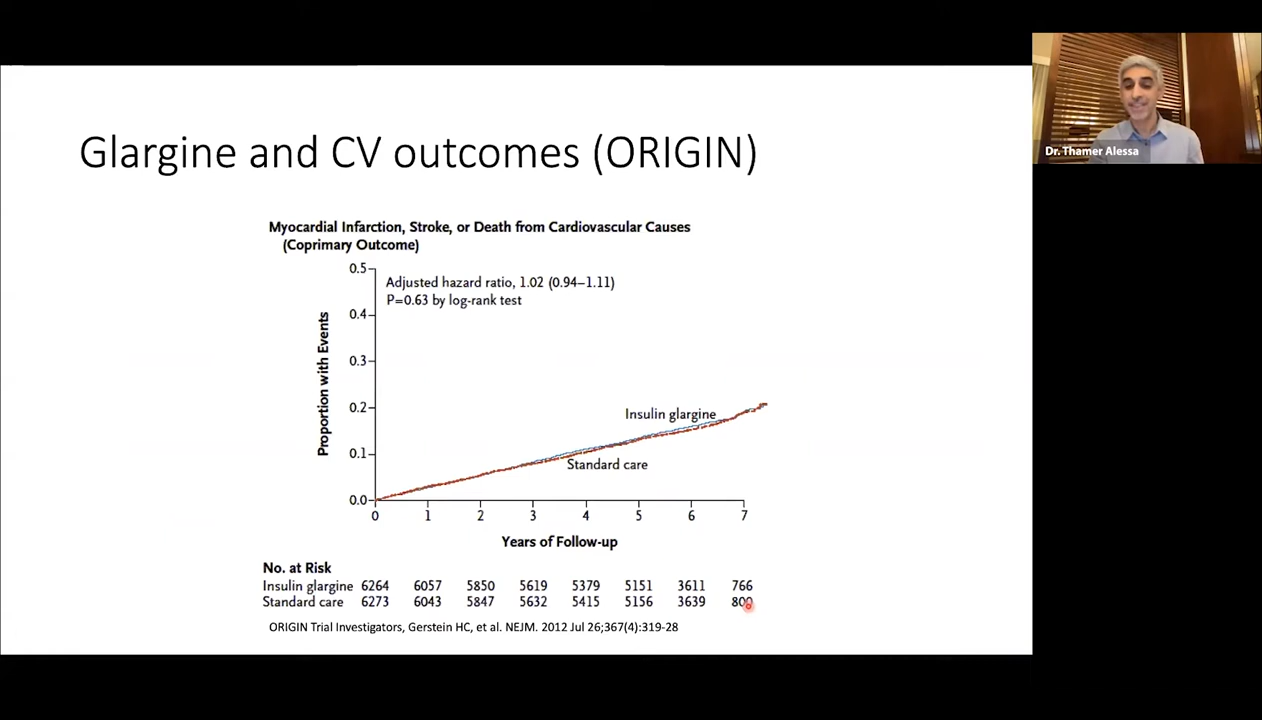 Glargine and CV outcomes (ORIGIN)
Dr. Thamer Alessa
Myocardial Infarction, Stroke, or Death from Cardiovascular Causes
(Coprimary Outcome)
Adjusted hazard ratio, 1.02 (0.94–1.11)
P=0.63 by log-rank test
Proportion with Events
0.5
0.4
0.3
0.2
0.1
0.0
Insulin glargine
Standard care
0 1 2 3 4 5 6 7
Years of Follow-up
No. at Risk
Insulin glargine 6264 6057 5850 5619 5379 5151 3611 766
Standard care 6273 6043 5847 5632 5415 5156 3639 800
ORIGIN Trial Investigators, Gerstein HC, et al. NEJM. 2012 Jul 26;367(4):319-28